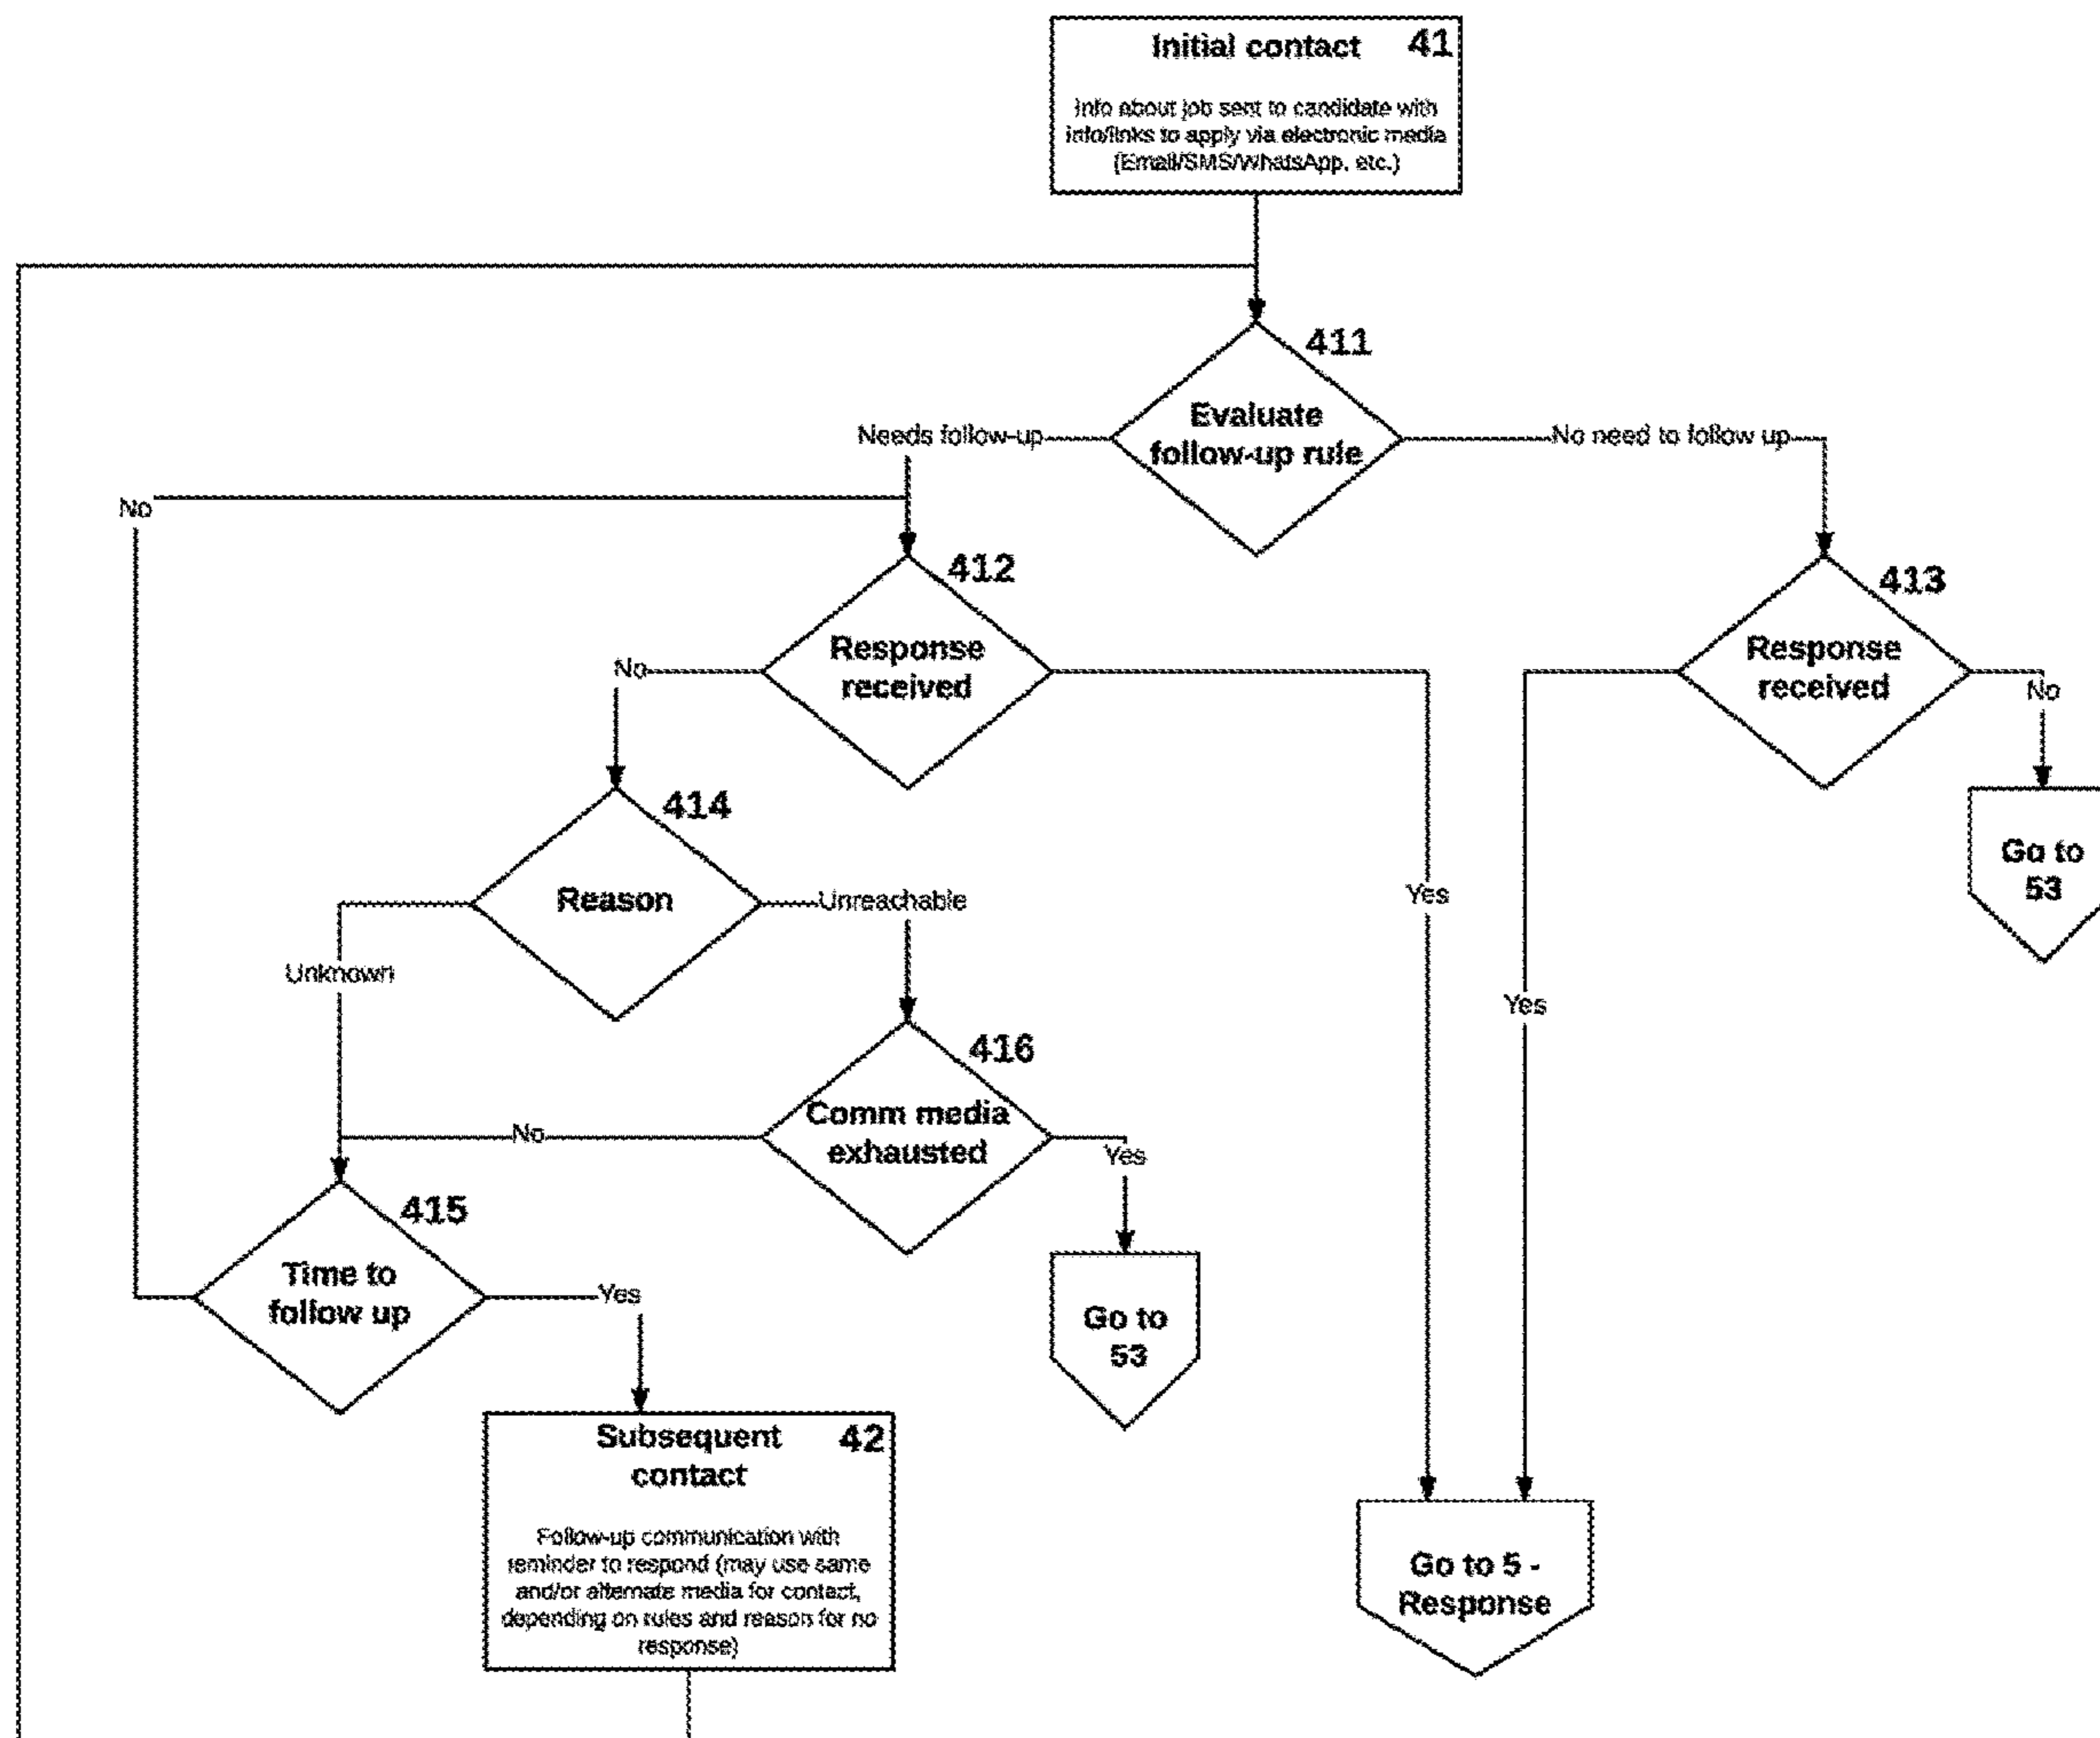 Initial contact 41
Info about job sent to candidate with
info/links to apply via electronic media
(Email/SMS/WhatsApp, etc.)
411
Evaluate
follow-up rule
Needs follow-up
No need to follow up
No
412
Response
received
413
Response
received
No
No
414
Reason
Unreachable
Unknown
Yes
Yes
Go to
53
416
Comm media
exhausted
No
Yes
415
Time to
follow up
Yes
Go to
53
Subsequent 42
contact
Follow-up communication with
reminder to respond (may use same
and/or alternate media for contact,
depending on rules and reason for no
response)
Go to 5 -
Response